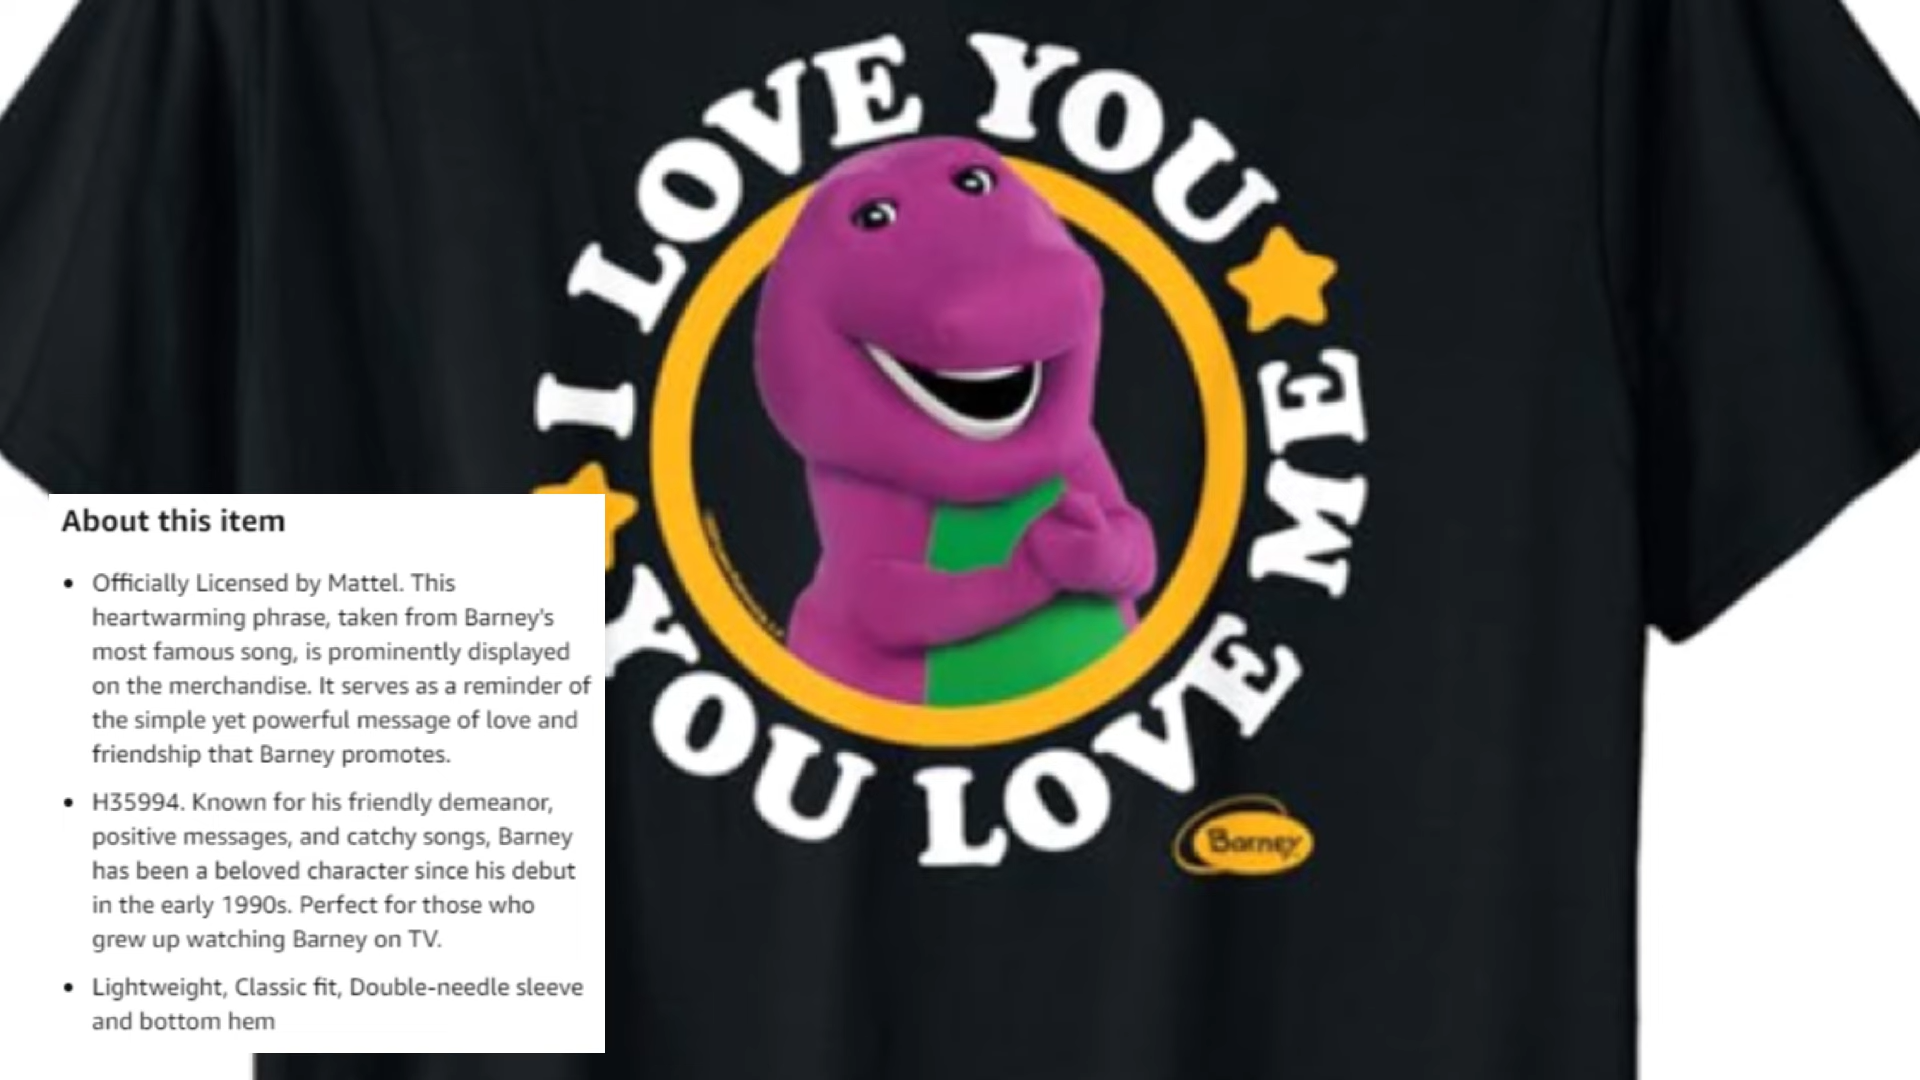 I LOVE YOU
YOU LOVE ME
Barney
About this item
• Officially Licensed by Mattel. This
heartwarming phrase, taken from Barney's
most famous song, is prominently displayed
on the merchandise. It serves as a reminder of
the simple yet powerful message of love and
friendship that Barney promotes.
• H35994. Known for his friendly demeanor,
positive messages, and catchy songs, Barney
has been a beloved character since his debut
in the early 1990s. Perfect for those who
grew up watching Barney on TV.
• Lightweight, Classic fit, Double-needle sleeve
and bottom hem